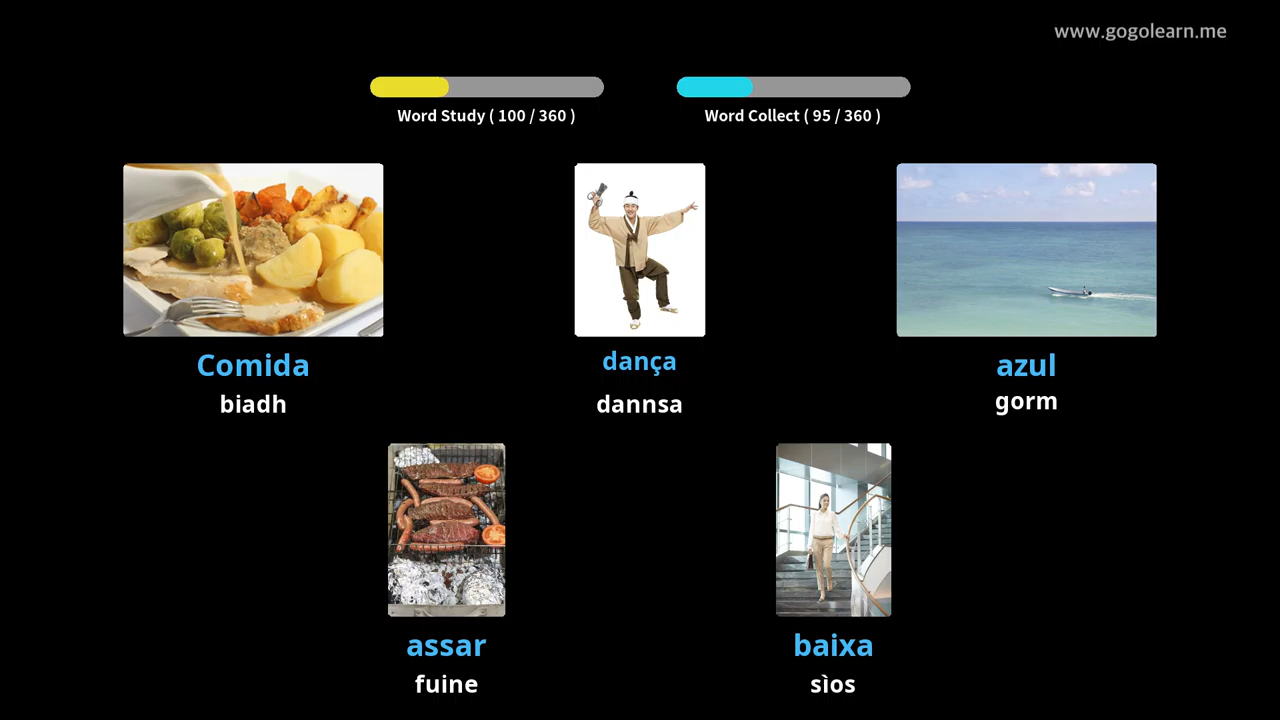 www.gogolearn.me
Word Study ( 100 / 360 )
Word Collect ( 95 / 360 )
Comida
biadh
dança
dannsa
azul
gorm
assar
fuine
baixa
sìos